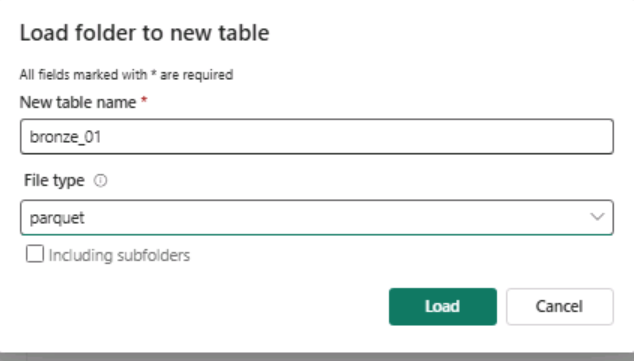 Load folder to new table
All fields marked with * are required
New table name *
bronze_01
File type
parquet
Including subfolders
Load
Cancel